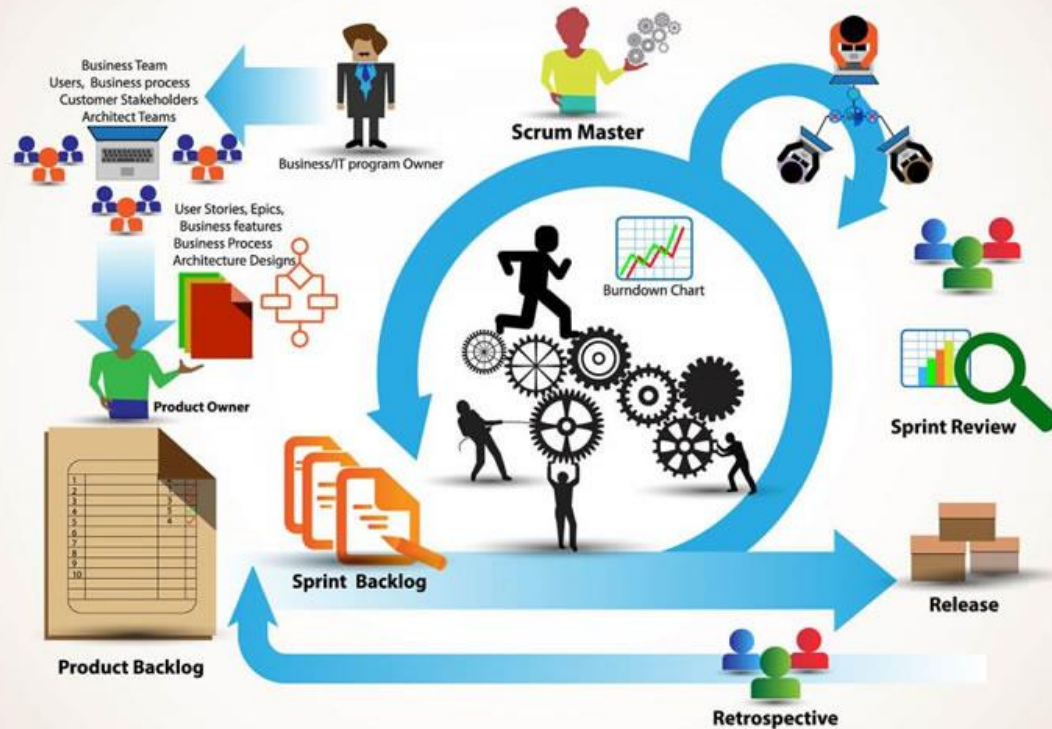 Business Team
Users, Business process
Customer Stakeholders
Architect Teams
Business/IT program Owner
Scrum Master
User Stories, Epics,
Business features
Business Process
Architecture Designs
Burndown Chart
Product Owner
Sprint Review
1
2
3
4
5
6
7
8
9
10
Sprint Backlog
Release
Product Backlog
Retrospective